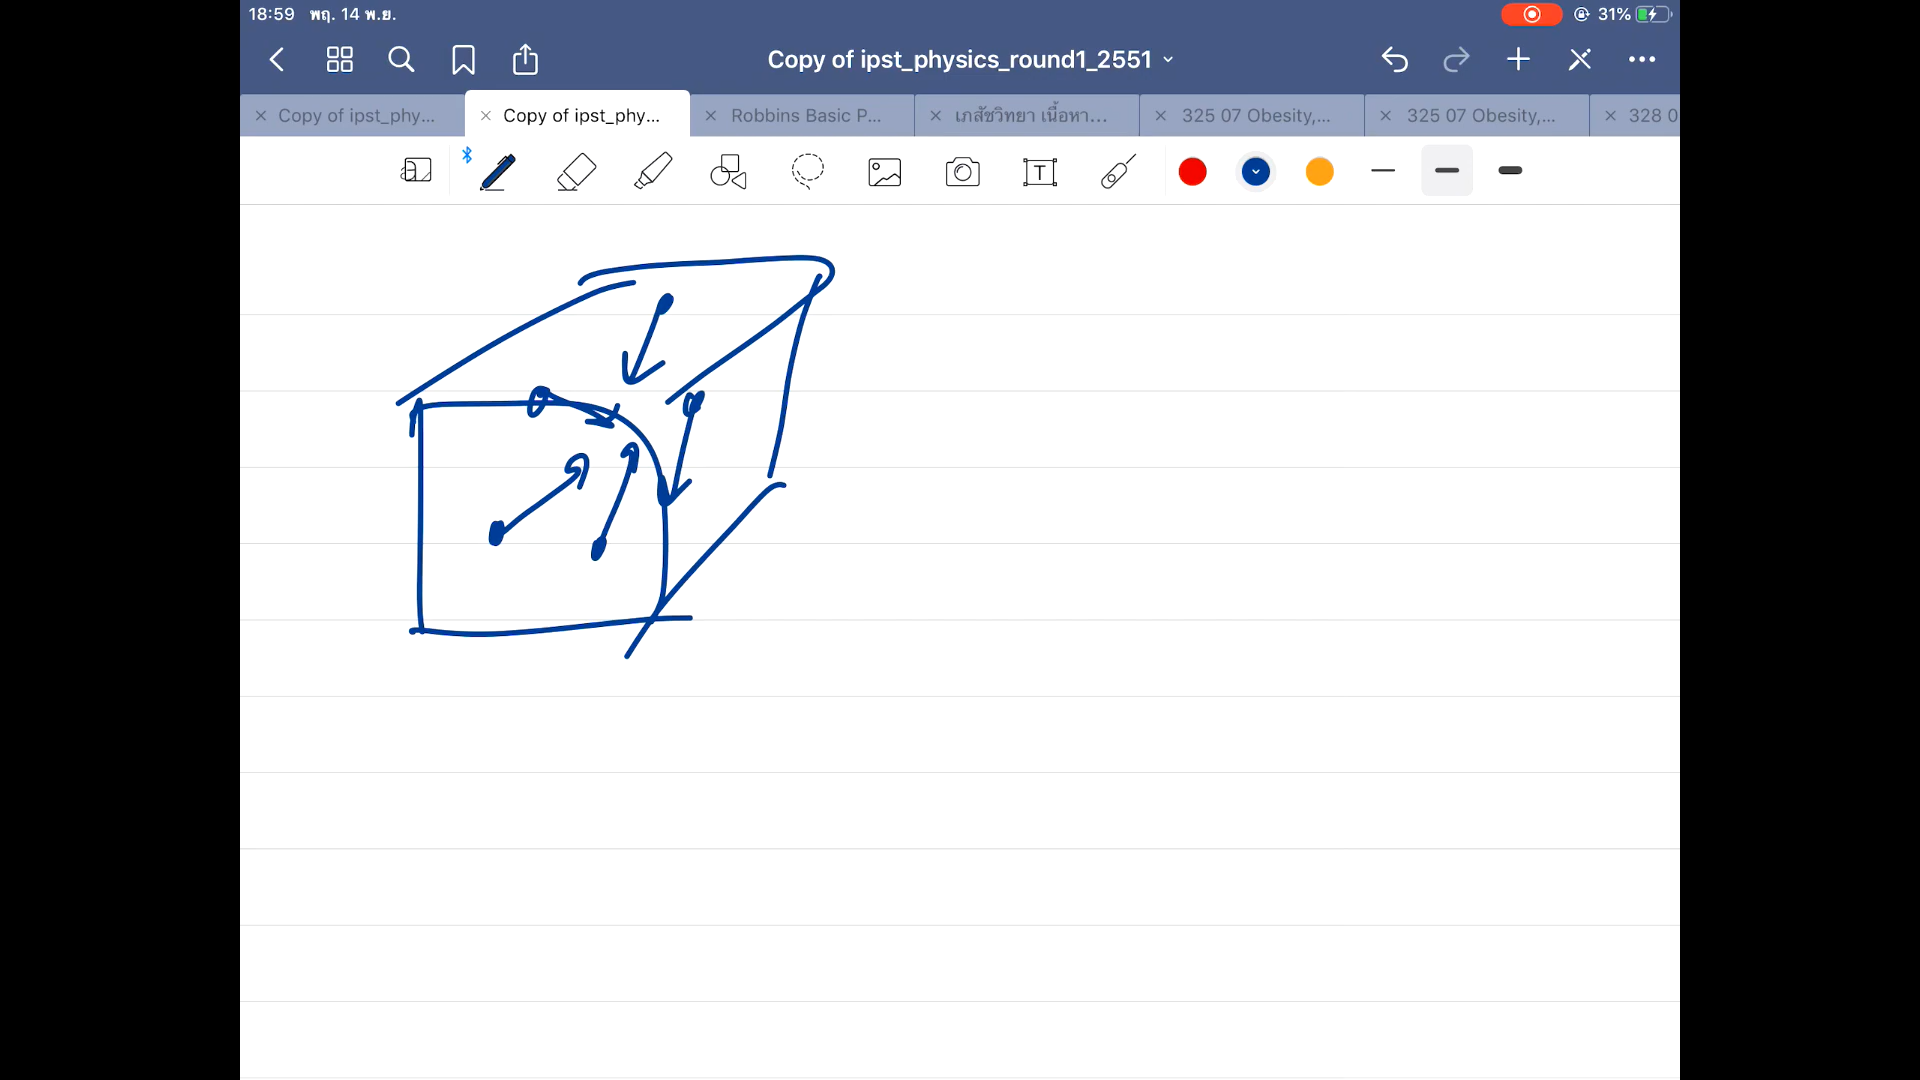 18:59 พฤ. 14 พ.ย.
31%
Copy of ipst_physics_round1_2551
Copy of ipst_phy...
Copy of ipst_phy...
Robbins Basic P...
เภสัชวิทยา เนื้อหา...
325 07 Obesity,...
325 07 Obesity,...
328 0
a
T